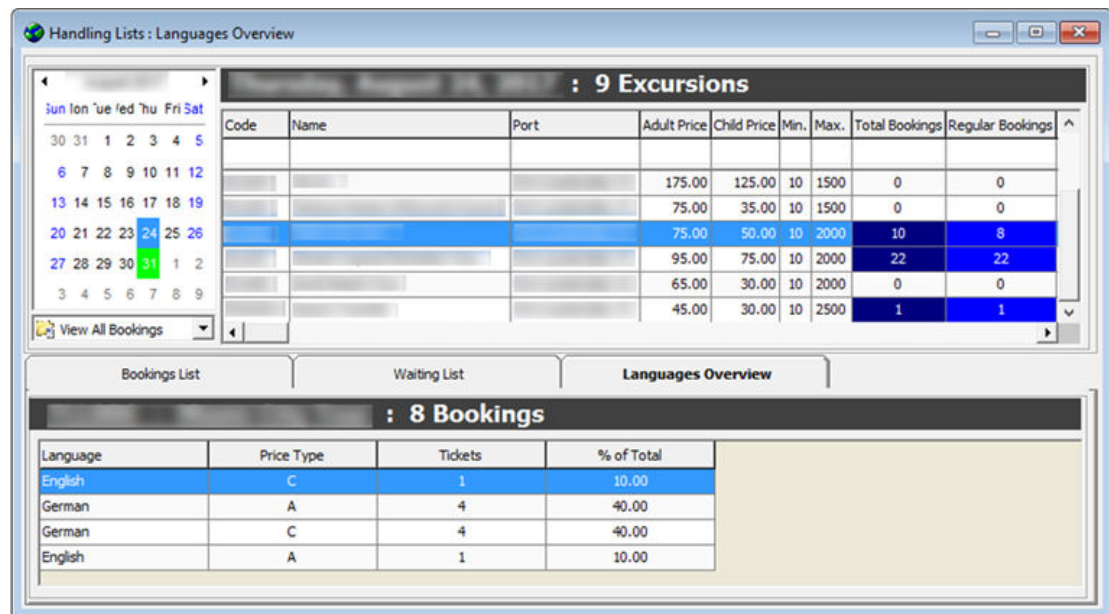 Handling Lists : Languages Overview
: 9 Excursions
Fri Sat
30 31 1 2 3 4 5
6 7 8 9 10 11 12
13 14 15 16 17 18 19
20 21 22 23 24 25 26
27 28 29 30 31 1 2
3 4 5 6 7 8 9
View All Bookings
Code Name Port Adult Price Child Price Min. Max. Total Bookings Regular Bookings
175.00 125.00 10 1500 0 0
75.00 35.00 10 1500 0 0
75.00 50.00 10 2000 10 8
95.00 75.00 10 2000 22 22
65.00 30.00 10 2000 0 0
45.00 30.00 10 2500 1 1
Bookings List Waiting List Languages Overview
: 8 Bookings
Language Price Type Tickets % of Total
English C 1 10.00
German A 4 40.00
German C 4 40.00
English A 1 10.00